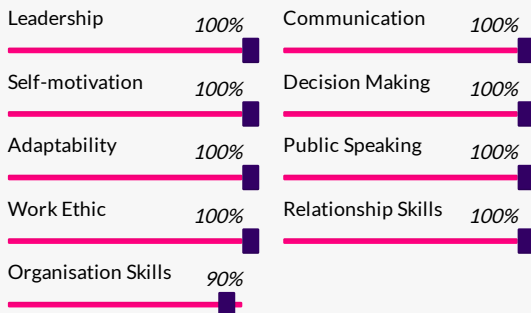 Leadership 100%
Communication 100%
Self-motivation 100%
Decision Making 100%
Adaptability 100%
Public Speaking 100%
Work Ethic 100%
Relationship Skills 100%
Organisation Skills 90%